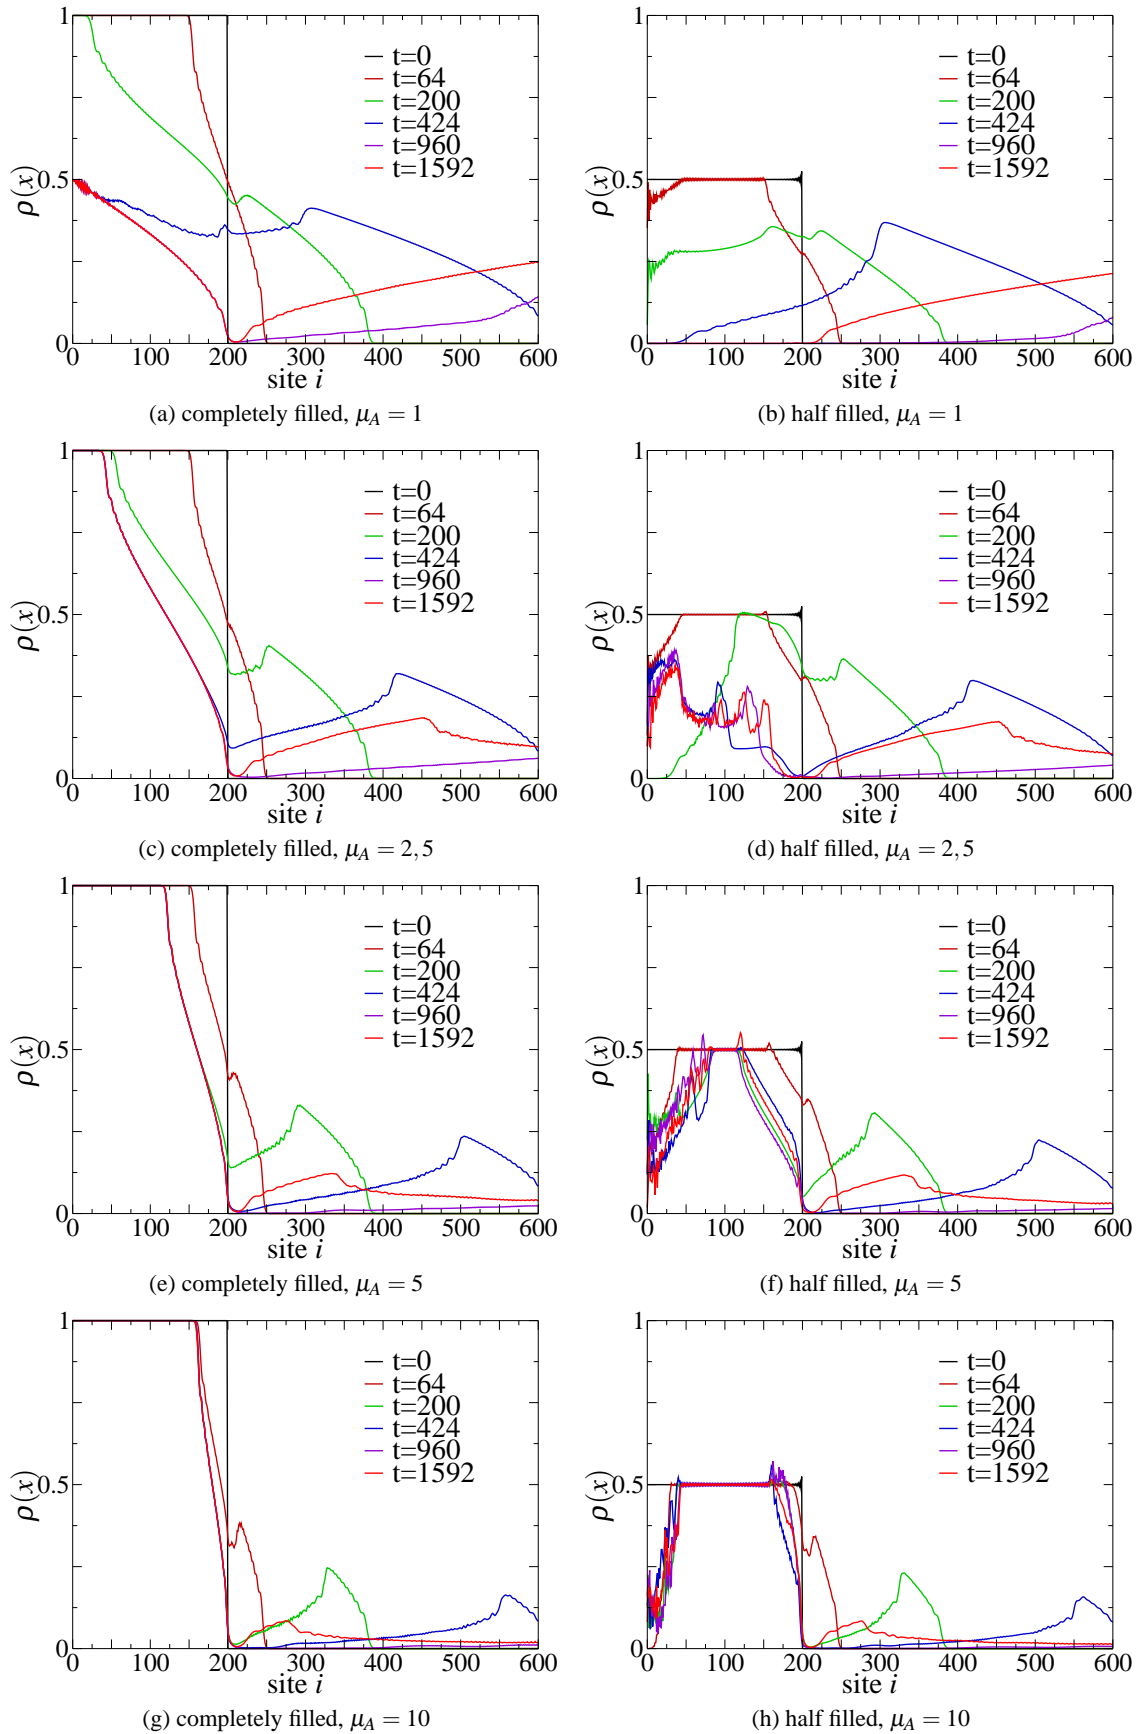 1
0.5
0
ρ(x)
t=0
t=64
t=200
t=424
t=960
t=1592
0 100 200 300 400 500 600
site i
(a) completely filled, μ_A = 1
1
0.5
0
ρ(x)
t=0
t=64
t=200
t=424
t=960
t=1592
0 100 200 300 400 500 600
site i
(b) half filled, μ_A = 1
1
0.5
0
ρ(x)
t=0
t=64
t=200
t=424
t=960
t=1592
0 100 200 300 400 500 600
site i
(c) completely filled, μ_A = 2,5
1
0.5
0
ρ(x)
t=0
t=64
t=200
t=424
t=960
t=1592
0 100 200 300 400 500 600
site i
(d) half filled, μ_A = 2,5
1
0.5
0
ρ(x)
t=0
t=64
t=200
t=424
t=960
t=1592
0 100 200 300 400 500 600
site i
(e) completely filled, μ_A = 5
1
0.5
0
ρ(x)
t=0
t=64
t=200
t=424
t=960
t=1592
0 100 200 300 400 500 600
site i
(f) half filled, μ_A = 5
1
0.5
0
ρ(x)
t=0
t=64
t=200
t=424
t=960
t=1592
0 100 200 300 400 500 600
site i
(g) completely filled, μ_A = 10
1
0.5
0
ρ(x)
t=0
t=64
t=200
t=424
t=960
t=1592
0 100 200 300 400 500 600
site i
(h) half filled, μ_A = 10